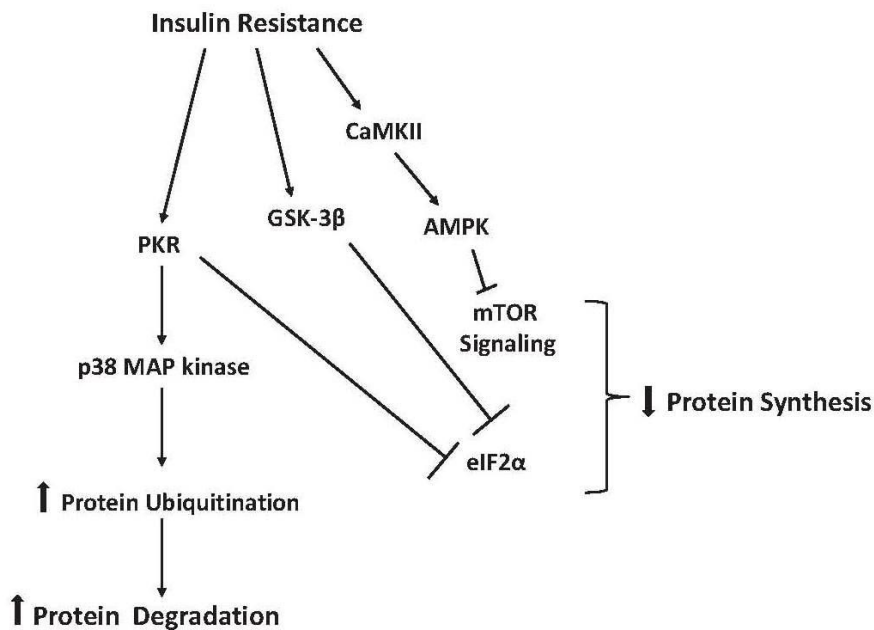 Insulin Resistance
CaMKII
GSK-3β
AMPK
PKR
mTOR
Signaling
p38 MAP kinase
Protein Synthesis
eIF2α
Protein Ubiquitination
Protein Degradation